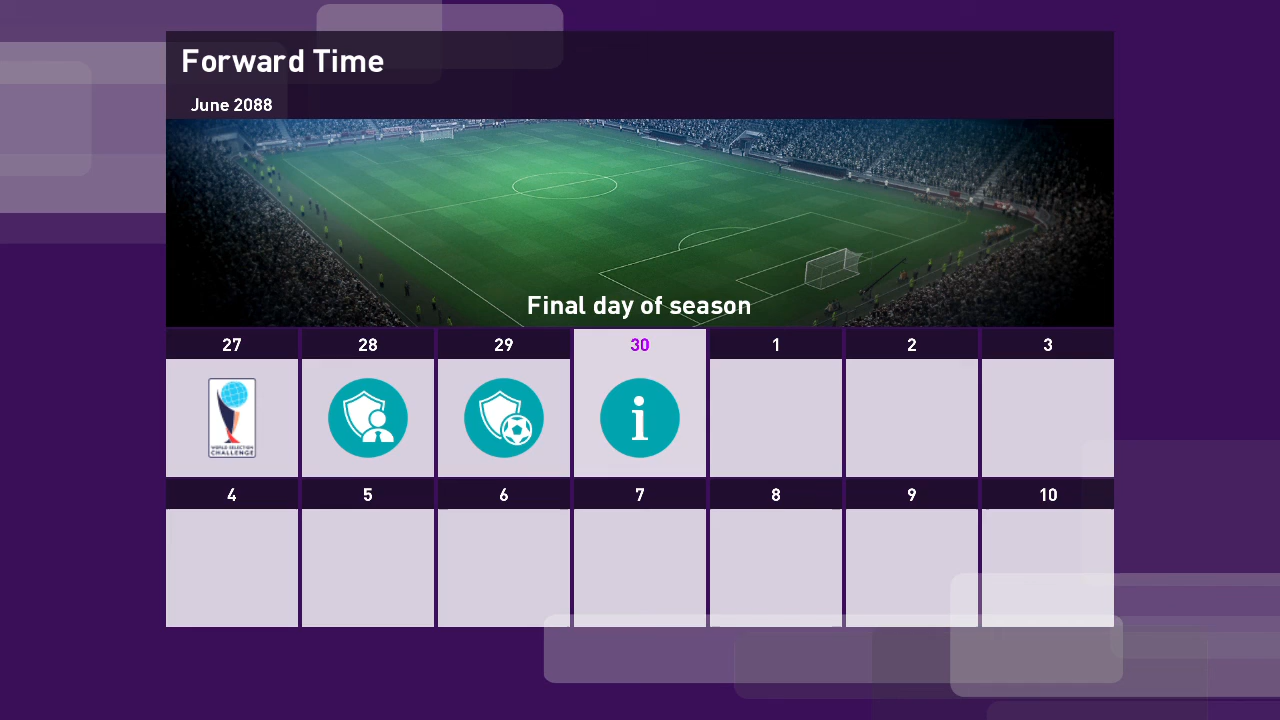 Forward Time
June 2088
Final day of season
27 28 29 30 1 2 3
WORLD SELECTION
CHALLENGE
i
4 5 6 7 8 9 10